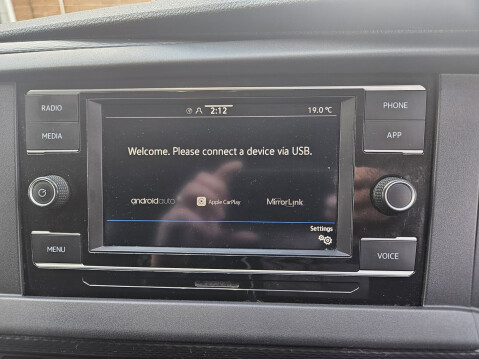 RADIO
MEDIA
MENU
2:12
19.0°C
Welcome. Please connect a device via USB.
androidauto
Apple CarPlay
MirrorLink
Settings
PHONE
APP
VOICE